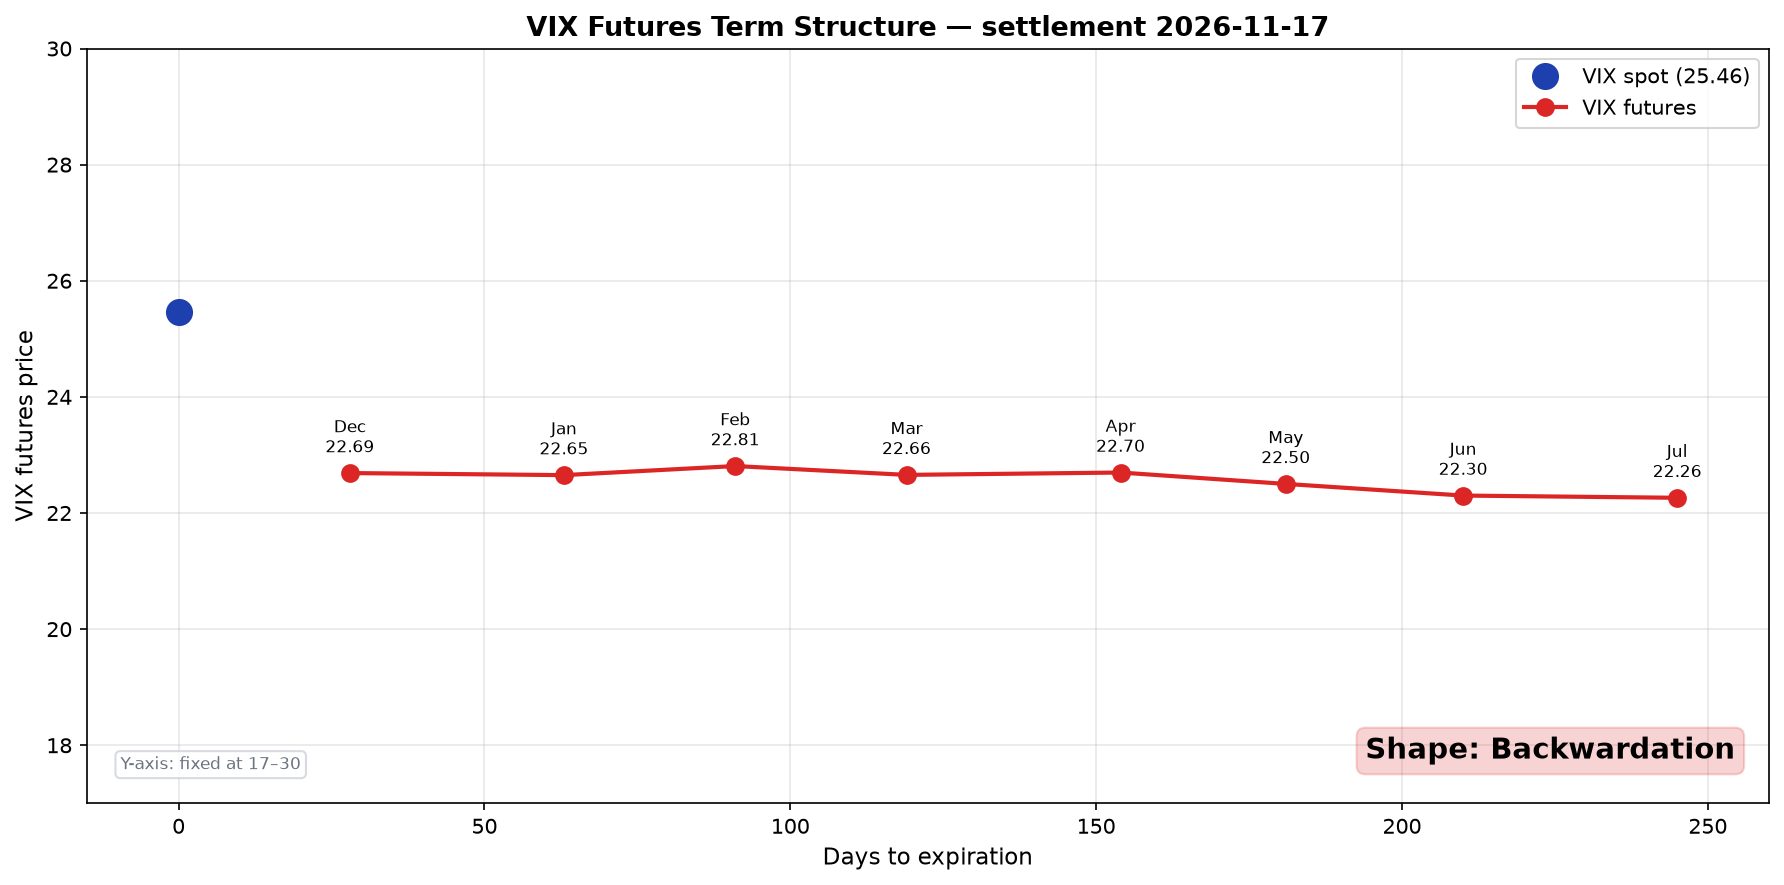 VIX Futures Term Structure — settlement 2026-11-17
VIX spot (25.46)
VIX futures
VIX futures price
30
28
26
24
22
20
18
Dec
22.69
Jan
22.65
Feb
22.81
Mar
22.66
Apr
22.70
May
22.50
Jun
22.30
Jul
22.26
Y-axis: fixed at 17–30
Shape: Backwardation
0
50
100
150
200
250
Days to expiration